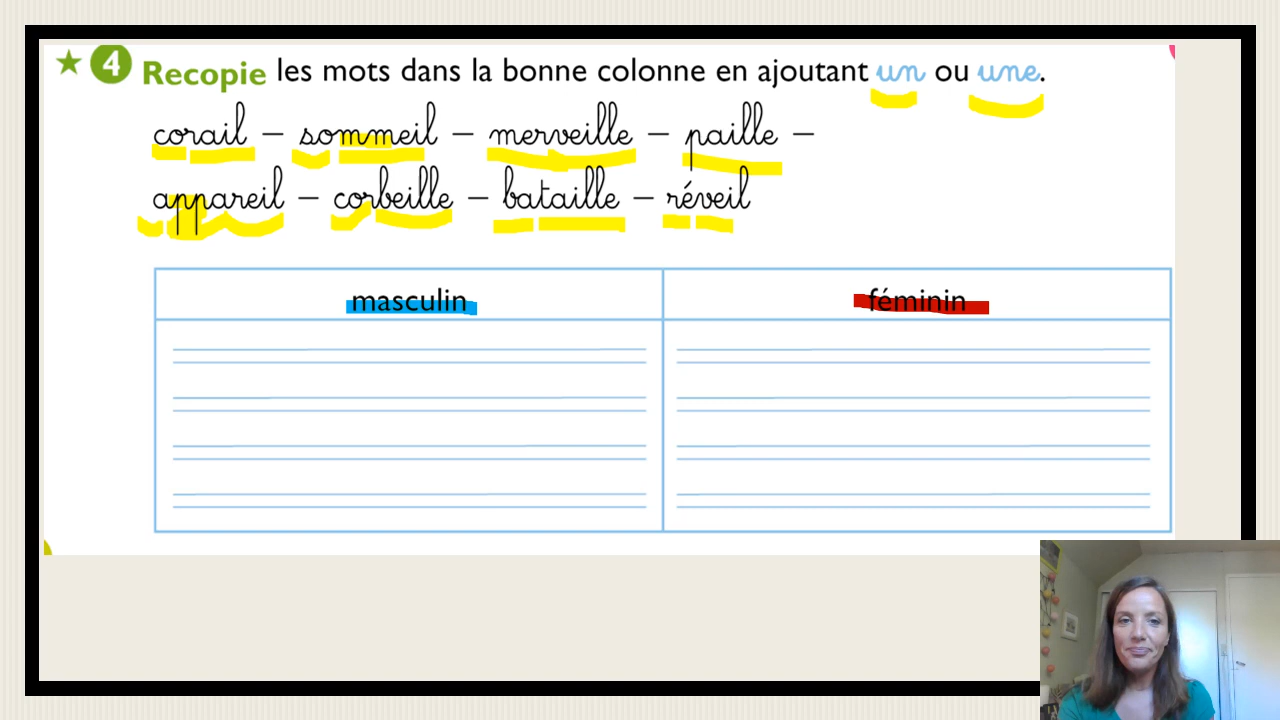 ★ 4 Recopie les mots dans la bonne colonne en ajoutant un ou une.
corail – sommeil – merveille – paille –
appareil – corbeille – bataille – réveil
masculin féminin